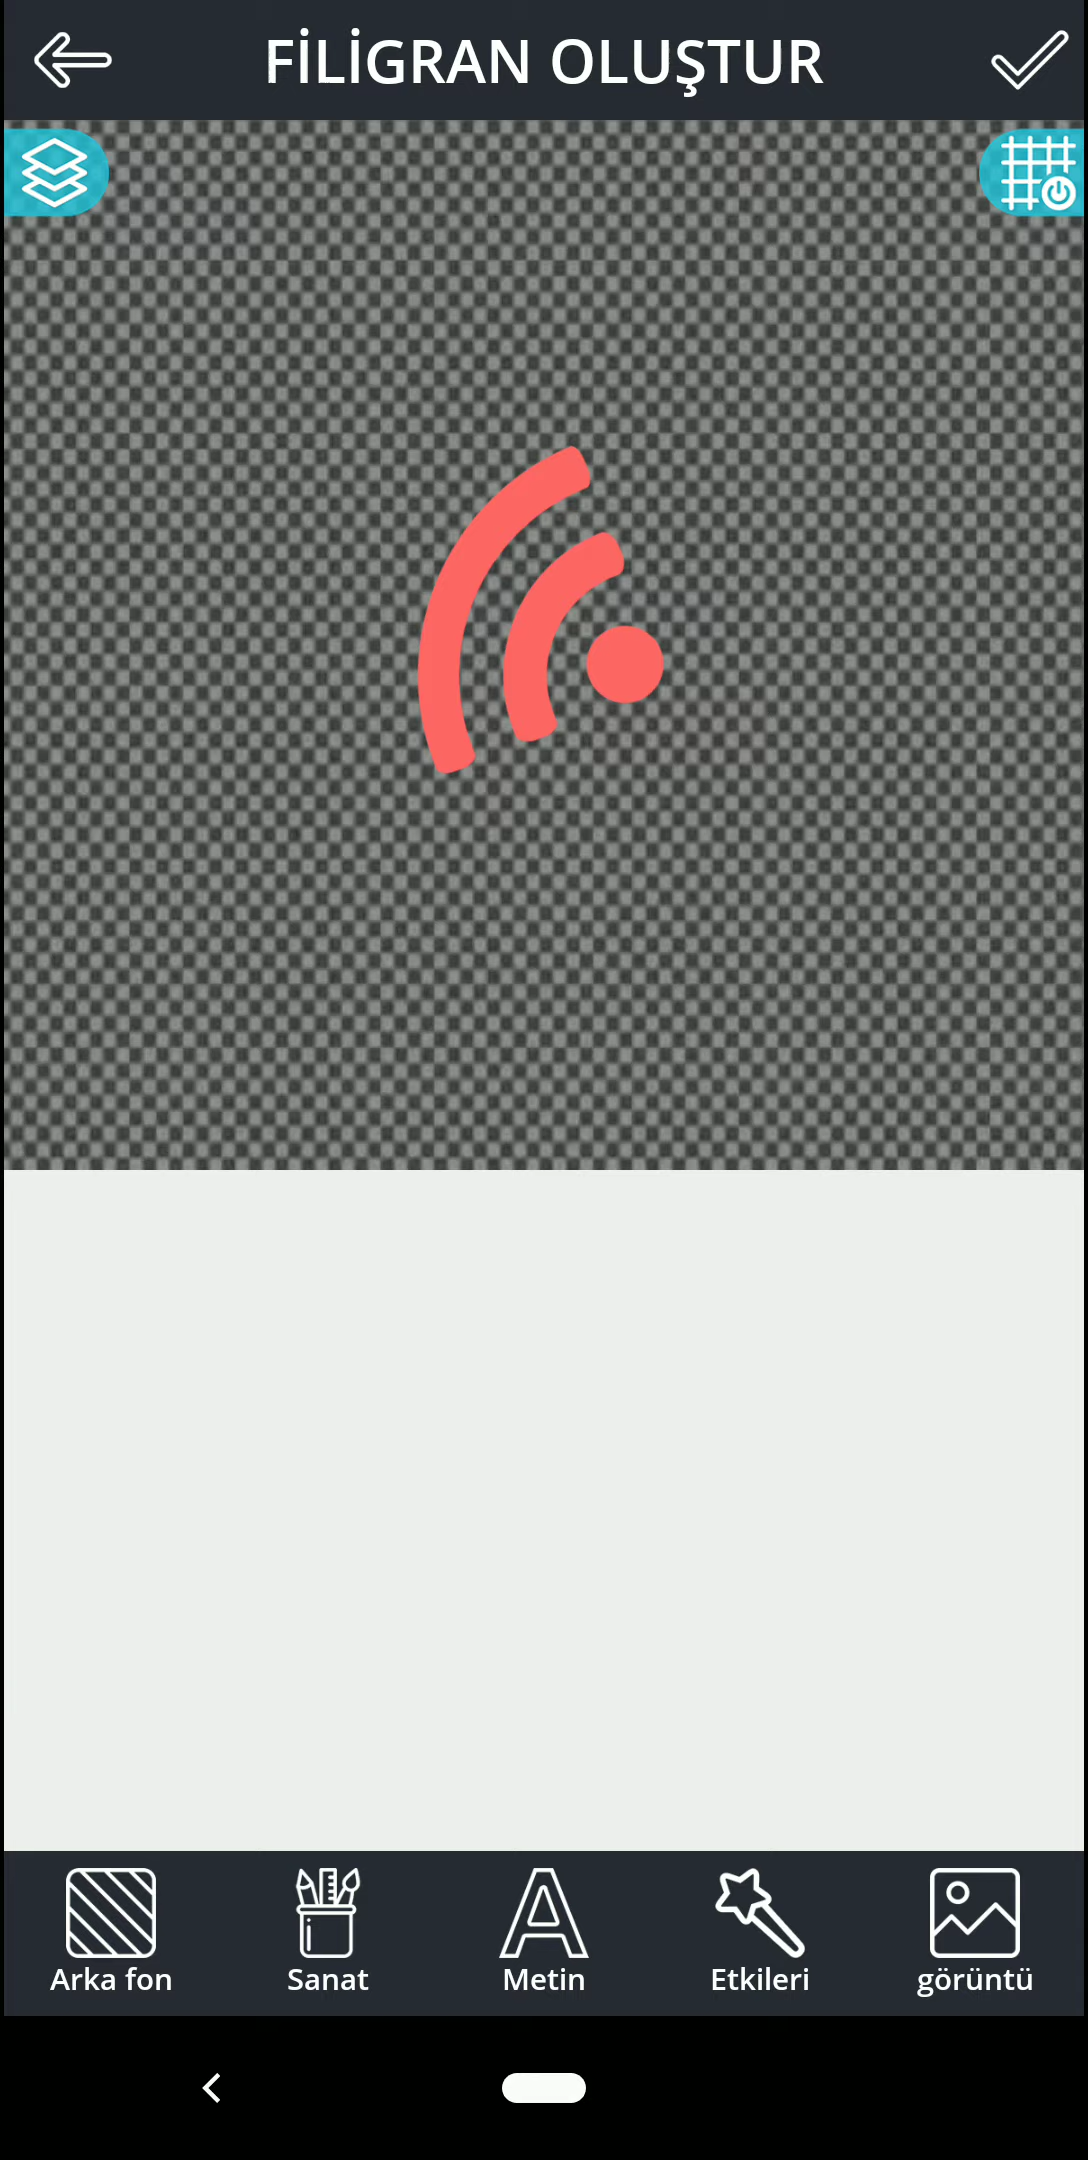 FİLİGRAN OLUŞTUR
Arka fon
Sanat
Metin
Etkileri
görüntü